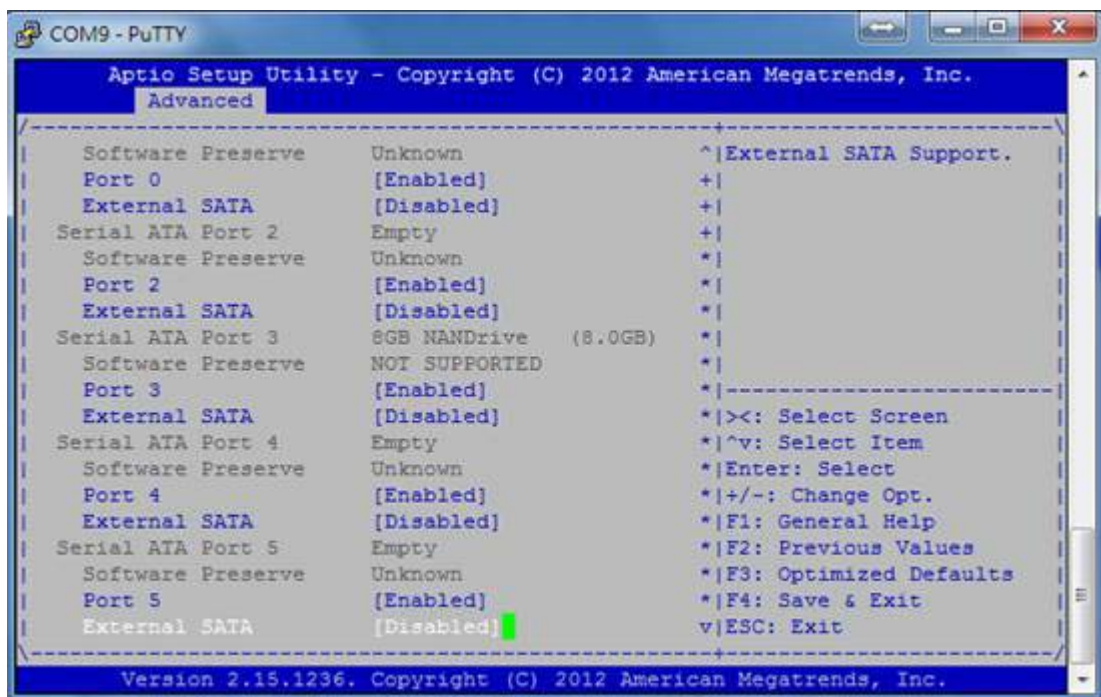 COM9 - PuTTY
Aptio Setup Utility - Copyright (C) 2012 American Megatrends, Inc.
Advanced
/----------------------------------------------------+-------------------------\
| Software Preserve Unknown ^|External SATA Support. |
| Port 0 [Enabled] +| |
| External SATA [Disabled] +| |
| Serial ATA Port 2 Empty +| |
| Software Preserve Unknown *| |
| Port 2 [Enabled] *| |
| External SATA [Disabled] *| |
| Serial ATA Port 3 8GB NANDrive (8.0GB) *| |
| Software Preserve NOT SUPPORTED *| |
| Port 3 [Enabled] *|-------------------------|
| External SATA [Disabled] *|><: Select Screen |
| Serial ATA Port 4 Empty *|^v: Select Item |
| Software Preserve Unknown *|Enter: Select |
| Port 4 [Enabled] *|+/-: Change Opt. |
| External SATA [Disabled] *|F1: General Help |
| Serial ATA Port 5 Empty *|F2: Previous Values |
| Software Preserve Unknown *|F3: Optimized Defaults |
| Port 5 [Enabled] *|F4: Save & Exit |
| External SATA [Disabled] v|ESC: Exit |
\----------------------------------------------------+-------------------------/
Version 2.15.1236. Copyright (C) 2012 American Megatrends, Inc.